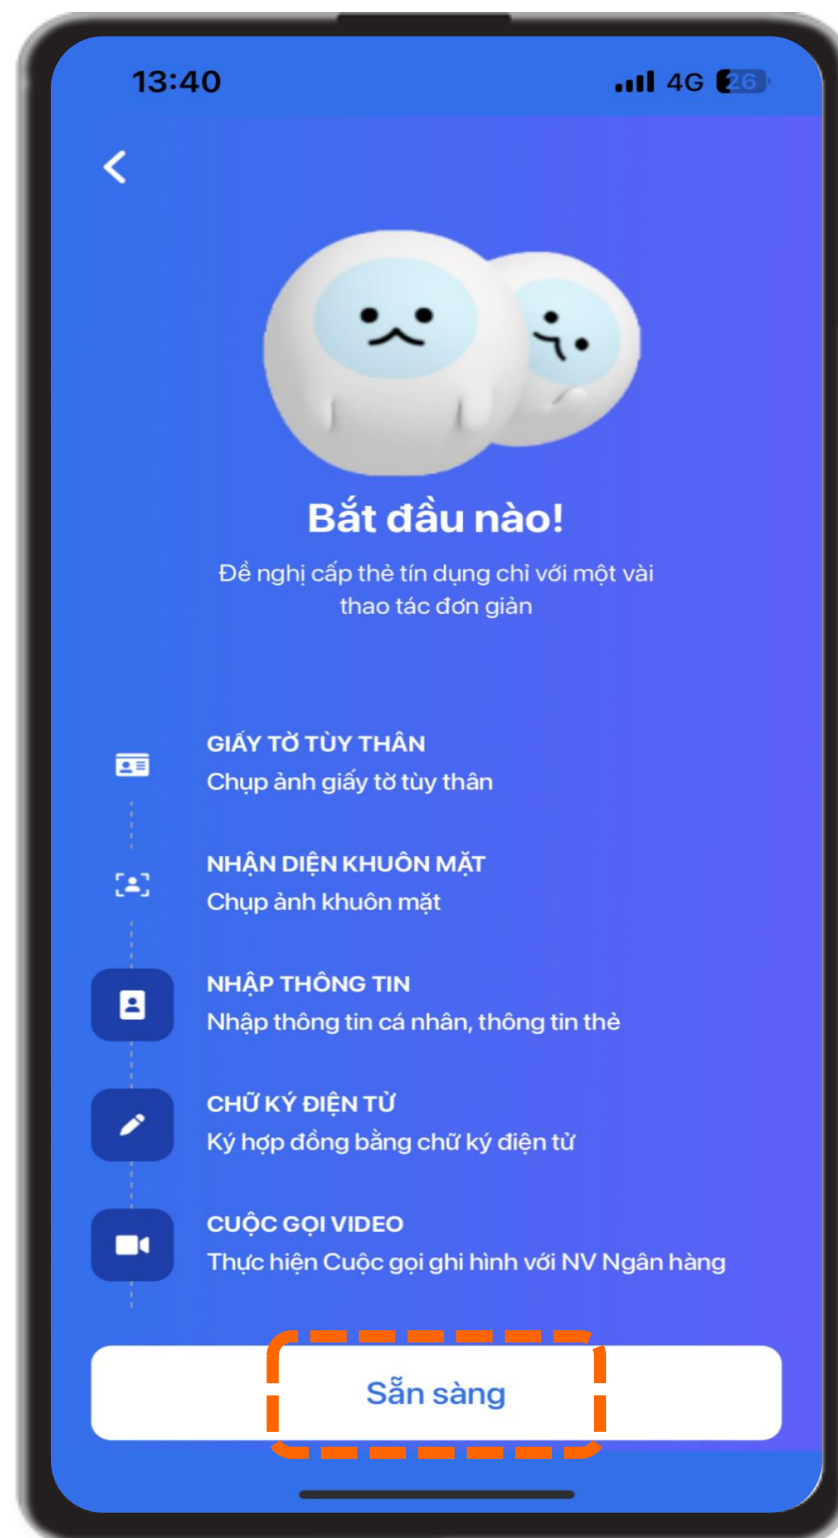 13:40
4G 26
Bắt đầu nào!
Đề nghị cấp thẻ tín dụng chỉ với một vài
thao tác đơn giản
GIẤY TỜ TÙY THÂN
Chụp ảnh giấy tờ tùy thân
NHẬN DIỆN KHUÔN MẶT
Chụp ảnh khuôn mặt
NHẬP THÔNG TIN
Nhập thông tin cá nhân, thông tin thẻ
CHỮ KÝ ĐIỆN TỬ
Ký hợp đồng bằng chữ ký điện tử
CUỘC GỌI VIDEO
Thực hiện Cuộc gọi ghi hình với NV Ngân hàng
Sẵn sàng